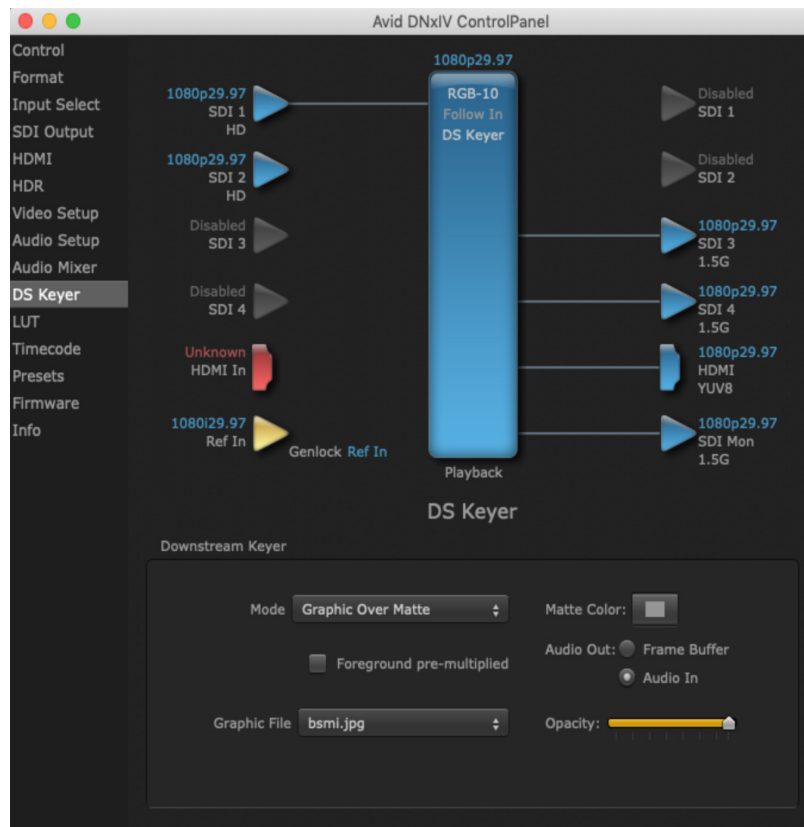 Avid DNxIV ControlPanel
Control
Format
Input Select
SDI Output
HDMI
HDR
Video Setup
Audio Setup
Audio Mixer
DS Keyer
LUT
Timecode
Presets
Firmware
Info
1080p29.97
SDI 1
HD
1080p29.97
SDI 2
HD
Disabled
SDI 3
Disabled
SDI 4
Unknown
HDMI In
1080i29.97
Ref In
Genlock Ref In
1080p29.97
RGB-10
Follow In
DS Keyer
Playback
Disabled
SDI 1
Disabled
SDI 2
1080p29.97
SDI 3
1.5G
1080p29.97
SDI 4
1.5G
1080p29.97
HDMI
YUV8
1080p29.97
SDI Mon
1.5G
DS Keyer
Downstream Keyer
Mode Graphic Over Matte
Foreground pre-multiplied
Graphic File bsmi.jpg
Matte Color:
Audio Out: Frame Buffer
Audio In
Opacity: